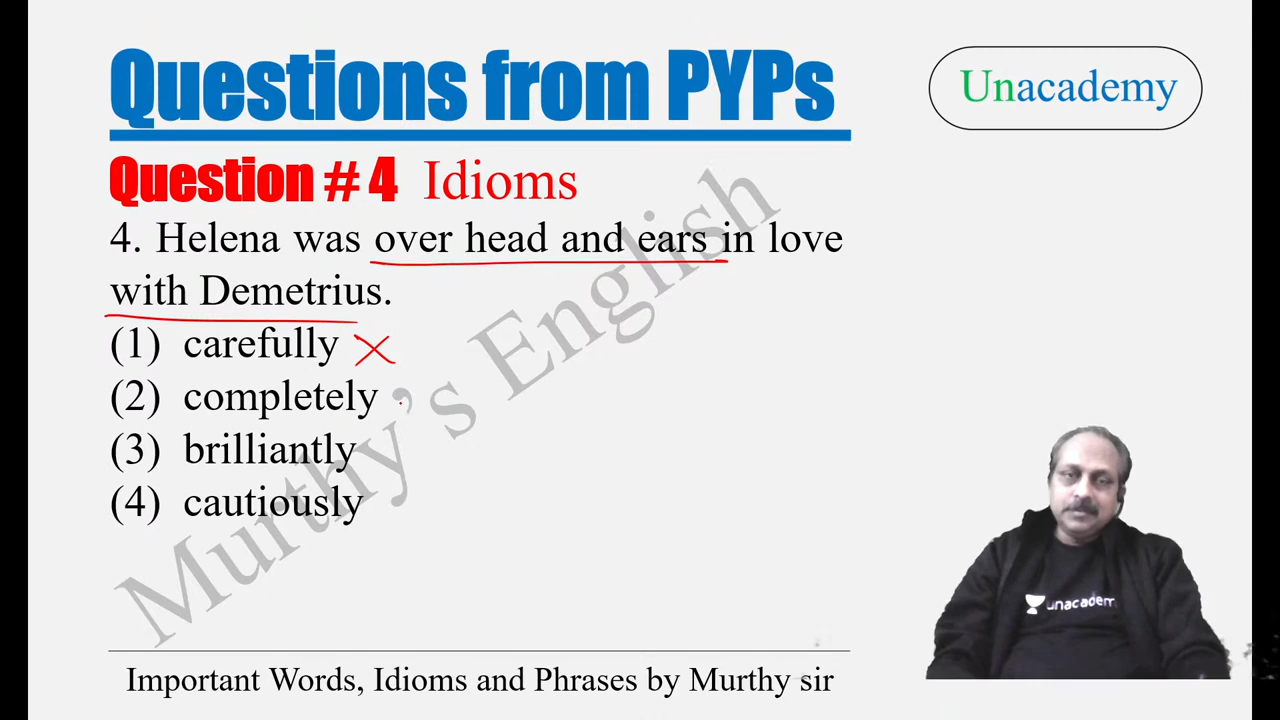 Questions from PYPs
Unacademy
Question # 4 Idioms
4. Helena was over head and ears in love
with Demetrius.
(1) carefully
(2) completely
(3) brilliantly
(4) cautiously
Murthy's English
unacadem
Important Words, Idioms and Phrases by Murthy sir